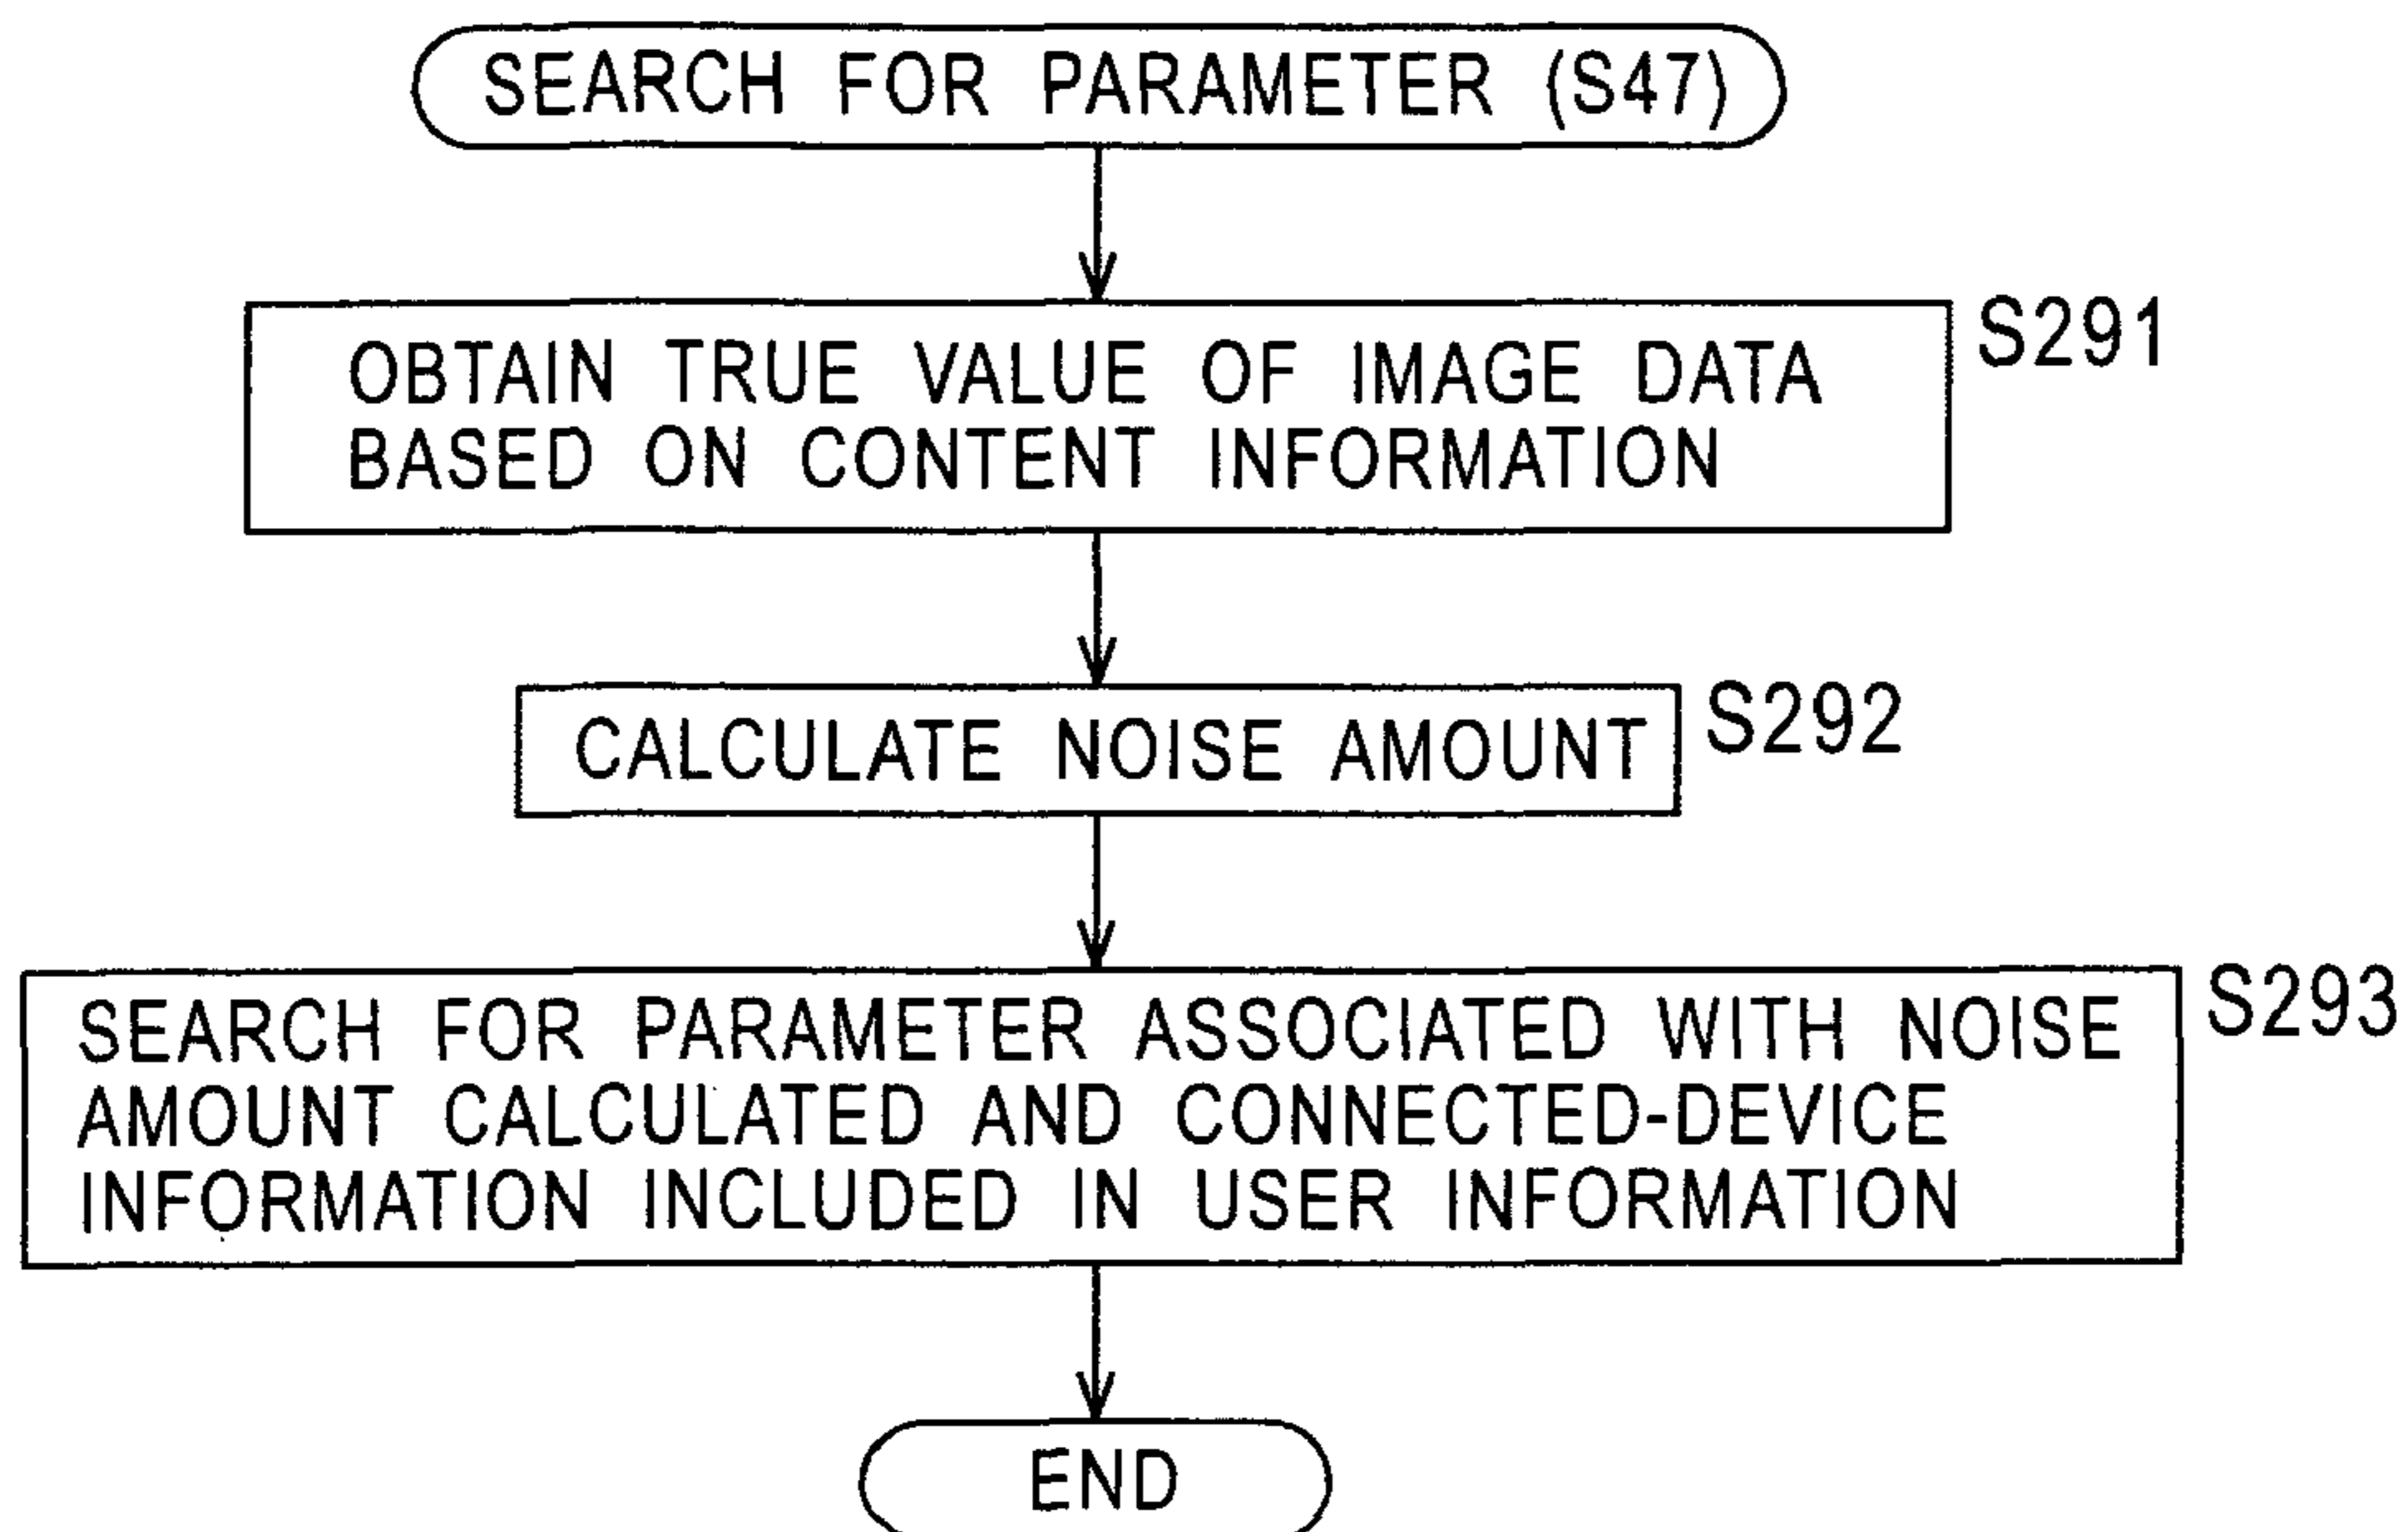 SEARCH FOR PARAMETER (S47)
S291
OBTAIN TRUE VALUE OF IMAGE DATA
BASED ON CONTENT INFORMATION
S292
CALCULATE NOISE AMOUNT
S293
SEARCH FOR PARAMETER ASSOCIATED WITH NOISE
AMOUNT CALCULATED AND CONNECTED-DEVICE
INFORMATION INCLUDED IN USER INFORMATION
END